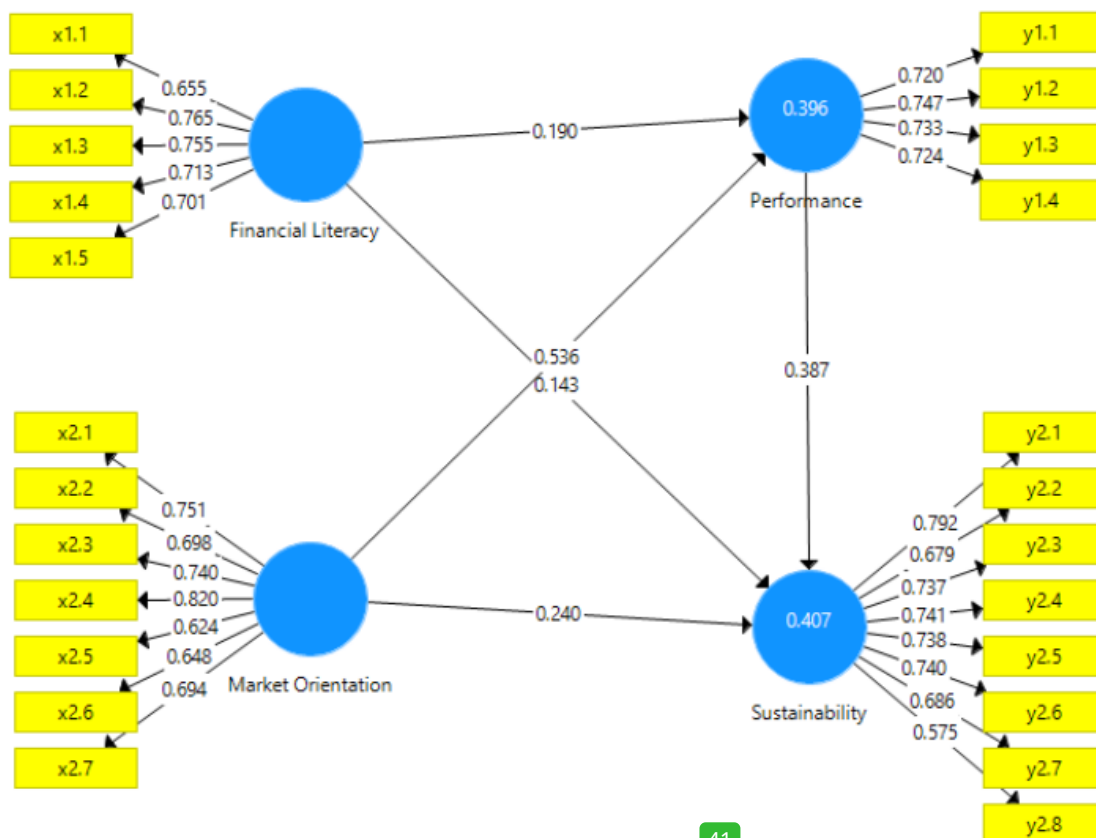 x1.1
x1.2
x1.3
x1.4
x1.5
0.655
0.765
0.755
0.713
0.701
Financial Literacy
0.190
0.396
Performance
0.720
0.747
0.733
0.724
y1.1
y1.2
y1.3
y1.4
0.536
0.143
0.387
x2.1
x2.2
x2.3
x2.4
x2.5
x2.6
x2.7
0.751
0.698
0.740
0.820
0.624
0.648
0.694
Market Orientation
0.240
0.407
Sustainability
0.792
0.679
0.737
0.741
0.738
0.740
0.686
0.575
y2.1
y2.2
y2.3
y2.4
y2.5
y2.6
y2.7
y2.8
41